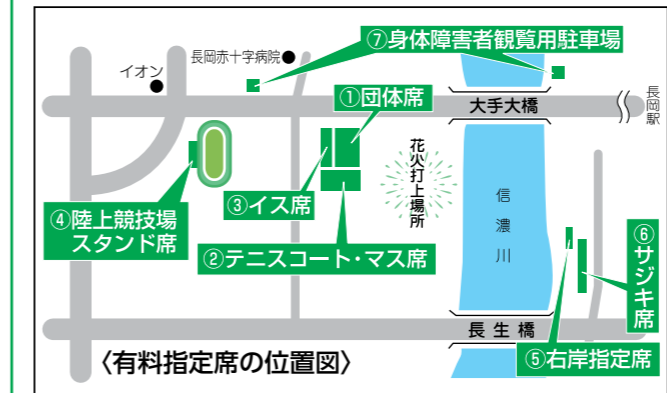 ⑦身体障害者観覧用駐車場
長岡赤十字病院
イオン
①団体席
大手大橋
長岡駅
花火打上場所
③イス席
④陸上競技場
スタンド席
②テニスコート・マス席
信濃川
⑥サジキ席
長生橋
⑤右岸指定席
〈有料指定席の位置図〉